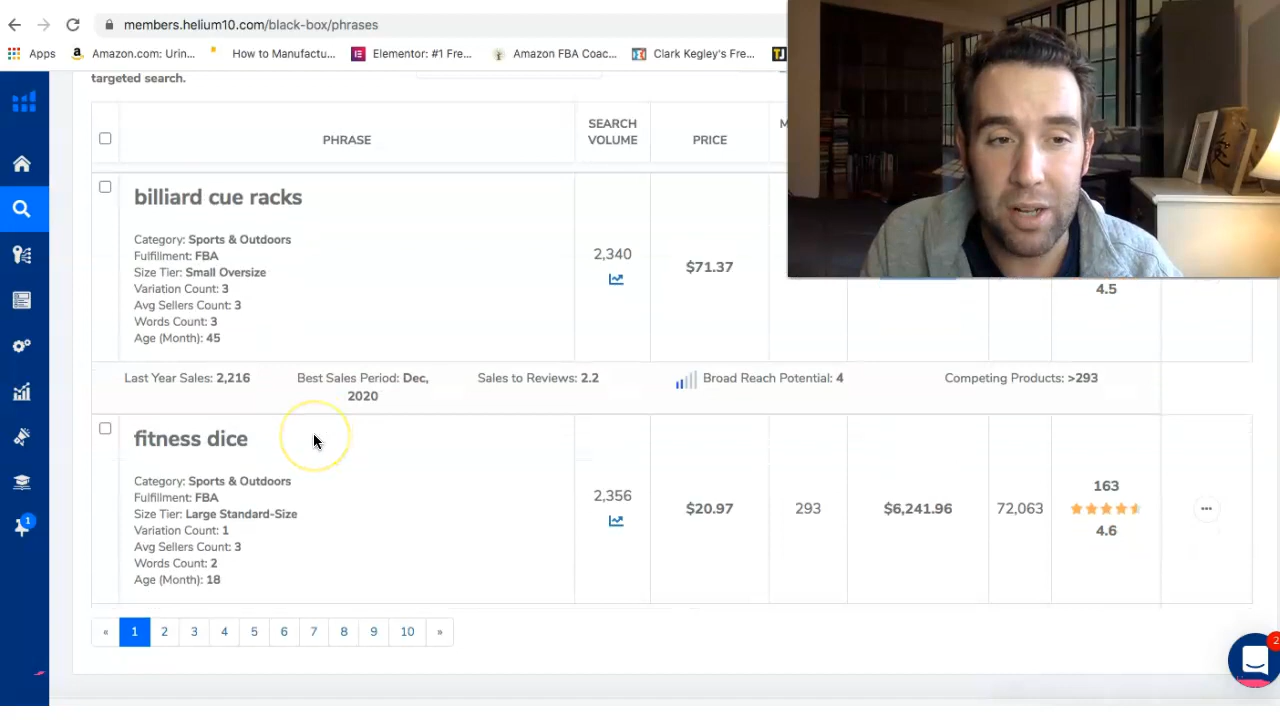 members.helium10.com/black-box/phrases
Apps
Amazon.com: Urin...
How to Manufactu...
Elementor: #1 Fre...
Amazon FBA Coac...
Clark Kegley's Fre...
TJ
targeted search.
PHRASE
SEARCH VOLUME
PRICE
M
billiard cue racks
Category: Sports & Outdoors
Fulfillment: FBA
Size Tier: Small Oversize
Variation Count: 3
Avg Sellers Count: 3
Words Count: 3
Age (Month): 45
2,340
$71.37
4.5
Last Year Sales: 2,216
Best Sales Period: Dec, 2020
Sales to Reviews: 2.2
Broad Reach Potential: 4
Competing Products: >293
fitness dice
Category: Sports & Outdoors
Fulfillment: FBA
Size Tier: Large Standard-Size
Variation Count: 1
Avg Sellers Count: 3
Words Count: 2
Age (Month): 18
2,356
$20.97
293
$6,241.96
72,063
163
4.6
« 1 2 3 4 5 6 7 8 9 10 »
1
2